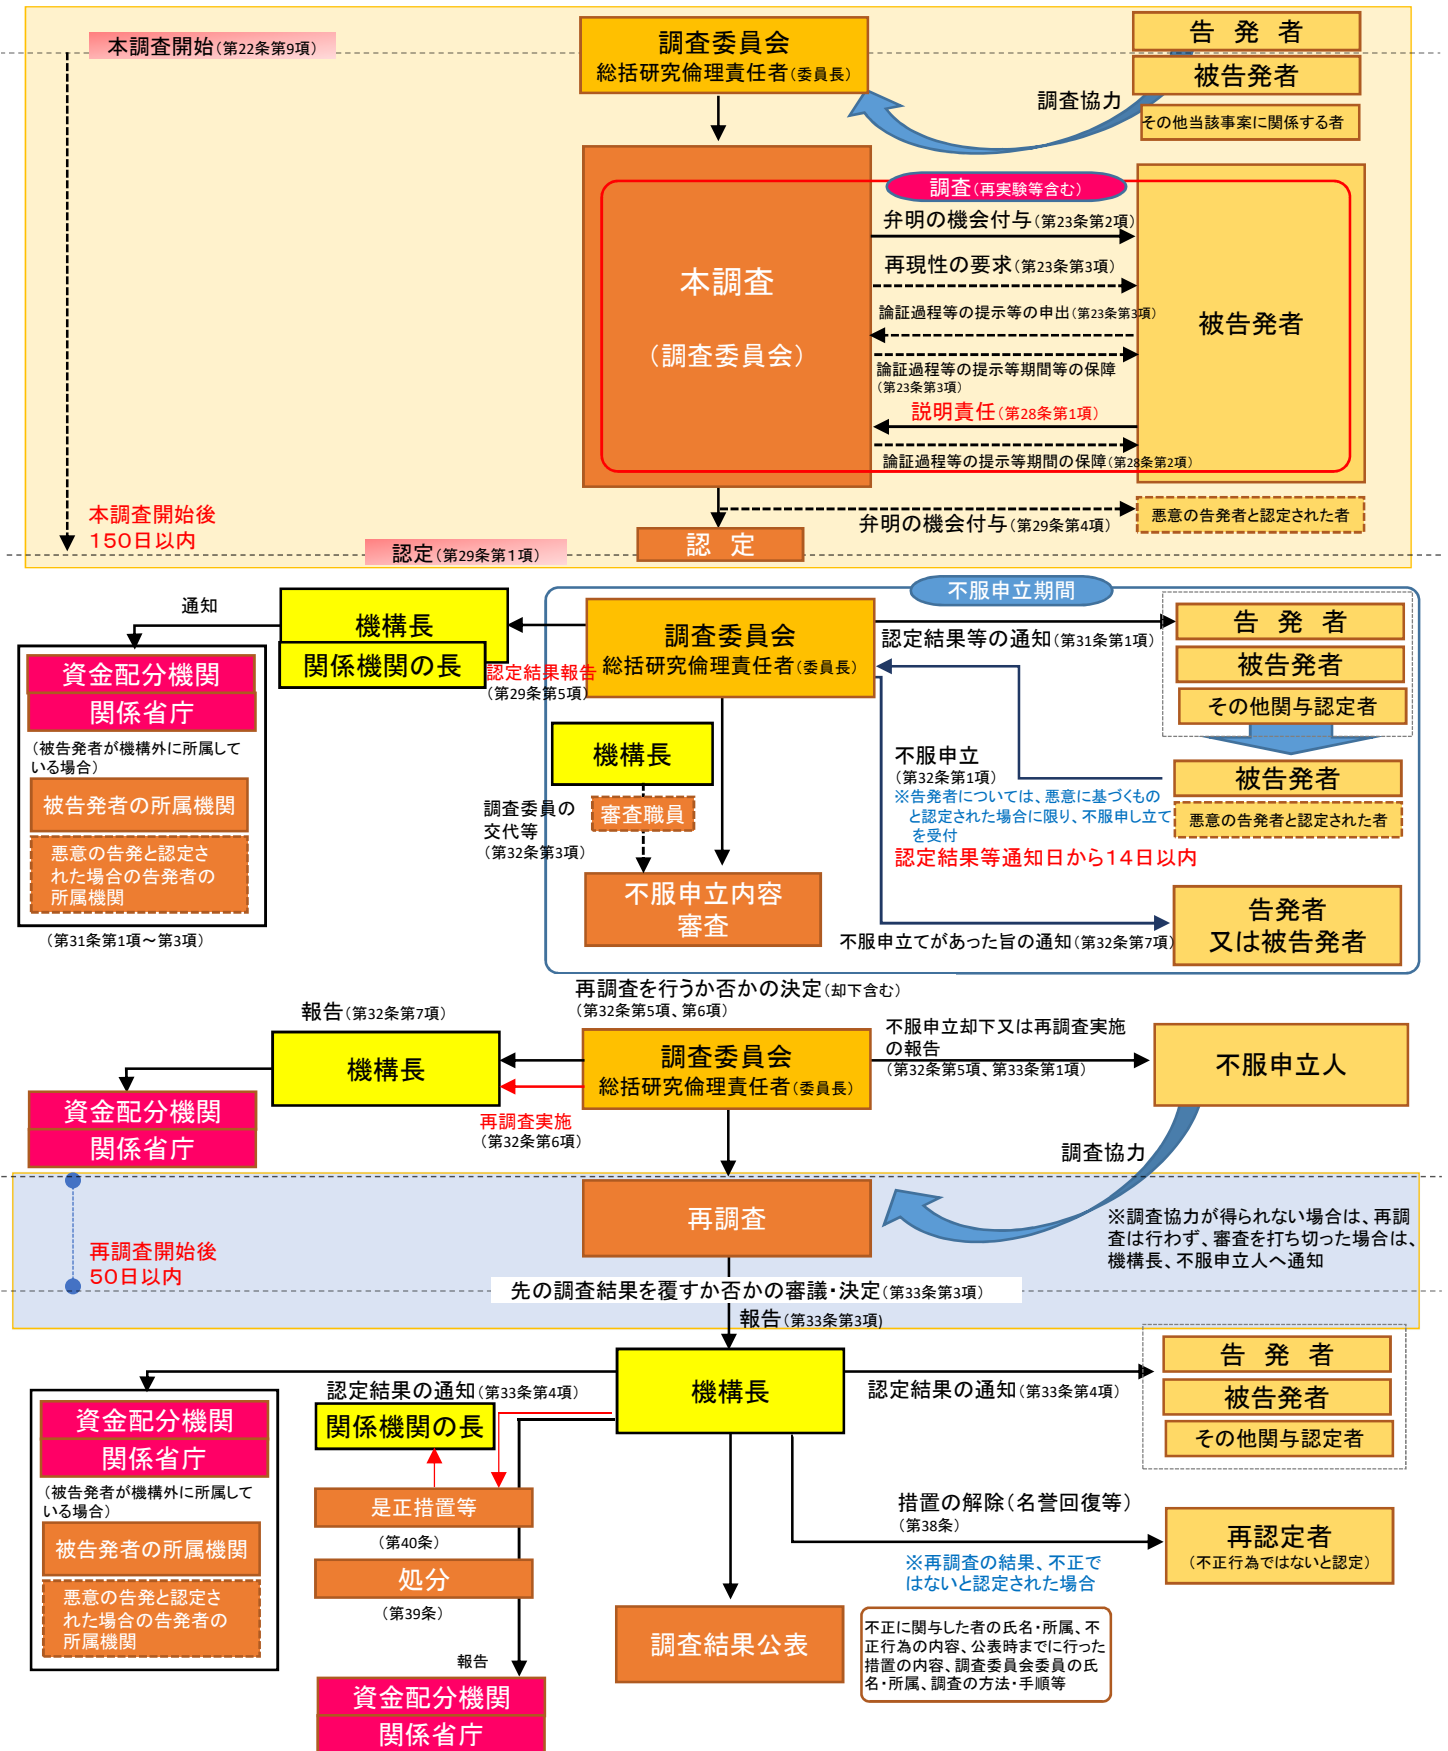 本調査開始(第22条第9項)
調査委員会
総括研究倫理責任者(委員長)
告　発　者
被告発者
その他当該事案に関係する者
調査協力
調査(再実験等含む)
本調査
(調査委員会)
弁明の機会付与(第23条第2項)
再現性の要求(第23条第3項)
論証過程等の提示等の申出(第23条第3項)
論証過程等の提示等期間等の保障
(第23条第3項)
説明責任(第28条第1項)
論証過程等の提示等期間の保障(第28条第2項)
被告発者
本調査開始後
150日以内
弁明の機会付与(第29条第4項)
悪意の告発者と認定された者
認　定
認定(第29条第1項)
不服申立期間
通知
機構長
関係機関の長
認定結果報告
(第29条第5項)
調査委員会
総括研究倫理責任者(委員長)
認定結果等の通知(第31条第1項)
告　発　者
被告発者
その他関与認定者
資金配分機関
関係省庁
(被告発者が機構外に所属して
いる場合)
被告発者の所属機関
悪意の告発と認定さ
れた場合の告発者の
所属機関
(第31条第1項～第3項)
機構長
審査職員
調査委員の
交代等
(第32条第3項)
不服申立内容
審査
不服申立
(第32条第1項)
※告発者については、悪意に基づくもの
と認定された場合に限り、不服申し立て
を受付
認定結果等通知日から14日以内
被告発者
悪意の告発者と認定された者
不服申立てがあった旨の通知(第32条第7項)
告発者
又は被告発者
再調査を行うか否かの決定(却下含む)
(第32条第5項、第6項)
報告(第32条第7項)
機構長
調査委員会
総括研究倫理責任者(委員長)
不服申立却下又は再調査実施
の報告
(第32条第5項、第33条第1項)
不服申立人
資金配分機関
関係省庁
再調査実施
(第32条第6項)
調査協力
再調査
再調査開始後
50日以内
※調査協力が得られない場合は、再調
査は行わず、審査を打ち切った場合は、
機構長、不服申立人へ通知
先の調査結果を覆すか否かの審議・決定(第33条第3項)
報告(第33条第3項)
機構長
認定結果の通知(第33条第4項)
関係機関の長
認定結果の通知(第33条第4項)
告　発　者
被告発者
その他関与認定者
資金配分機関
関係省庁
(被告発者が機構外に所属して
いる場合)
被告発者の所属機関
悪意の告発と認定さ
れた場合の告発者の
所属機関
是正措置等
(第40条)
処分
(第39条)
報告
資金配分機関
関係省庁
措置の解除(名誉回復等)
(第38条)
※再調査の結果、不正で
はないと認定された場合
再認定者
(不正行為ではないと認定)
調査結果公表
不正に関与した者の氏名・所属、不
正行為の内容、公表時までに行った
措置の内容、調査委員会委員の氏
名・所属、調査の方法・手順等